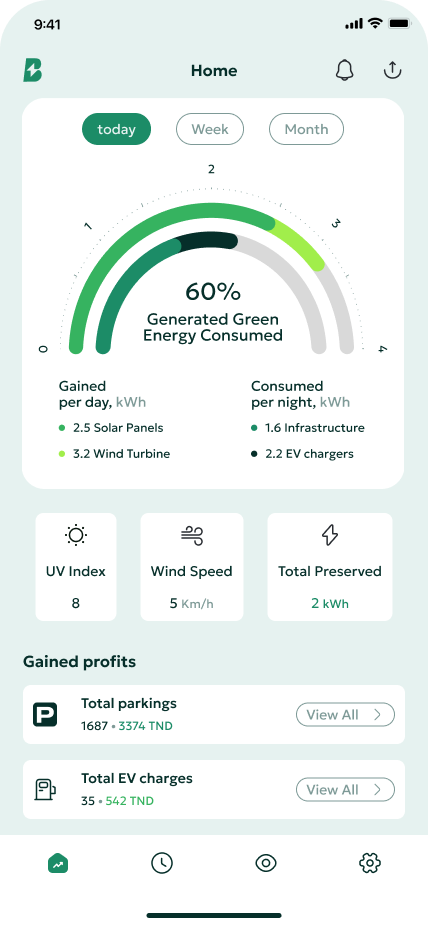 9:41
Home
today Week Month
2
1 3
60%
Generated Green
Energy Consumed
0 4
Gained Consumed
per day, kWh per night, kWh
2.5 Solar Panels 1.6 Infrastructure
3.2 Wind Turbine 2.2 EV chargers
UV Index Wind Speed Total Preserved
8 5 Km/h 2 kWh
Gained profits
P Total parkings
1687 • 3374 TND View All
Total EV charges
35 • 542 TND View All